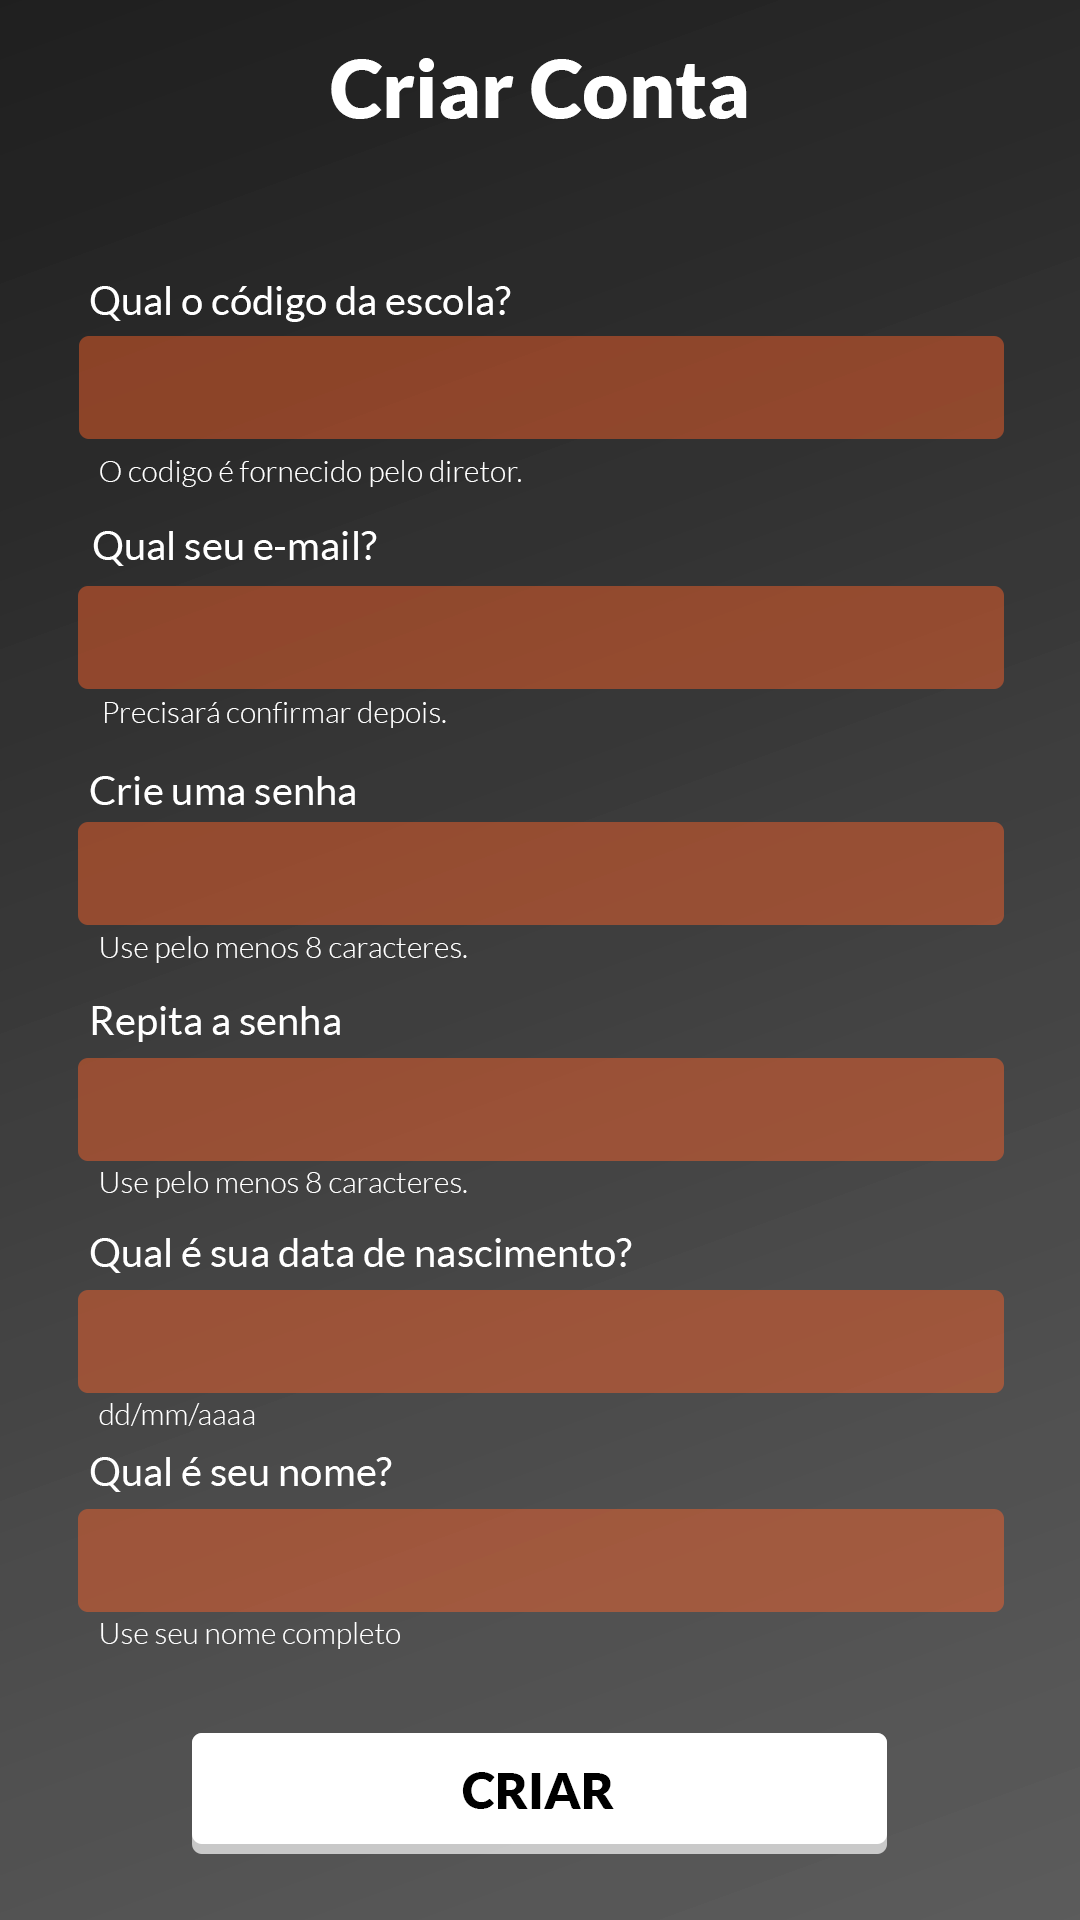 Criar Conta
Qual o código da escola?
O codigo é fornecido pelo diretor.
Qual seu e-mail?
Precisará confirmar depois.
Crie uma senha
Use pelo menos 8 caracteres.
Repita a senha
Use pelo menos 8 caracteres.
Qual é sua data de nascimento?
dd/mm/aaaa
Qual é seu nome?
Use seu nome completo
CRIAR